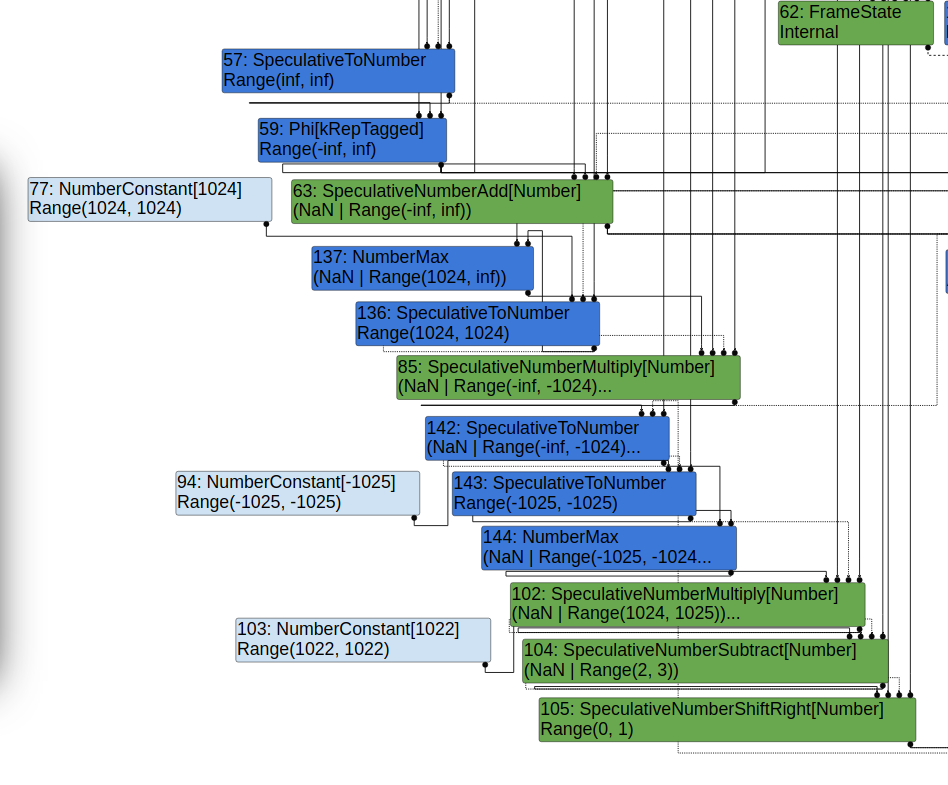 62: FrameState
Internal
57: SpeculativeToNumber
Range(inf, inf)
59: Phi[kRepTagged]
Range(-inf, inf)
77: NumberConstant[1024]
Range(1024, 1024)
63: SpeculativeNumberAdd[Number]
(NaN | Range(-inf, inf))
137: NumberMax
(NaN | Range(1024, inf))
136: SpeculativeToNumber
Range(1024, 1024)
85: SpeculativeNumberMultiply[Number]
(NaN | Range(-inf, -1024)...
142: SpeculativeToNumber
(NaN | Range(-inf, -1024)...
94: NumberConstant[-1025]
Range(-1025, -1025)
143: SpeculativeToNumber
Range(-1025, -1025)
144: NumberMax
(NaN | Range(-1025, -1024...
102: SpeculativeNumberMultiply[Number]
(NaN | Range(1024, 1025))...
103: NumberConstant[1022]
Range(1022, 1022)
104: SpeculativeNumberSubtract[Number]
(NaN | Range(2, 3))
105: SpeculativeNumberShiftRight[Number]
Range(0, 1)